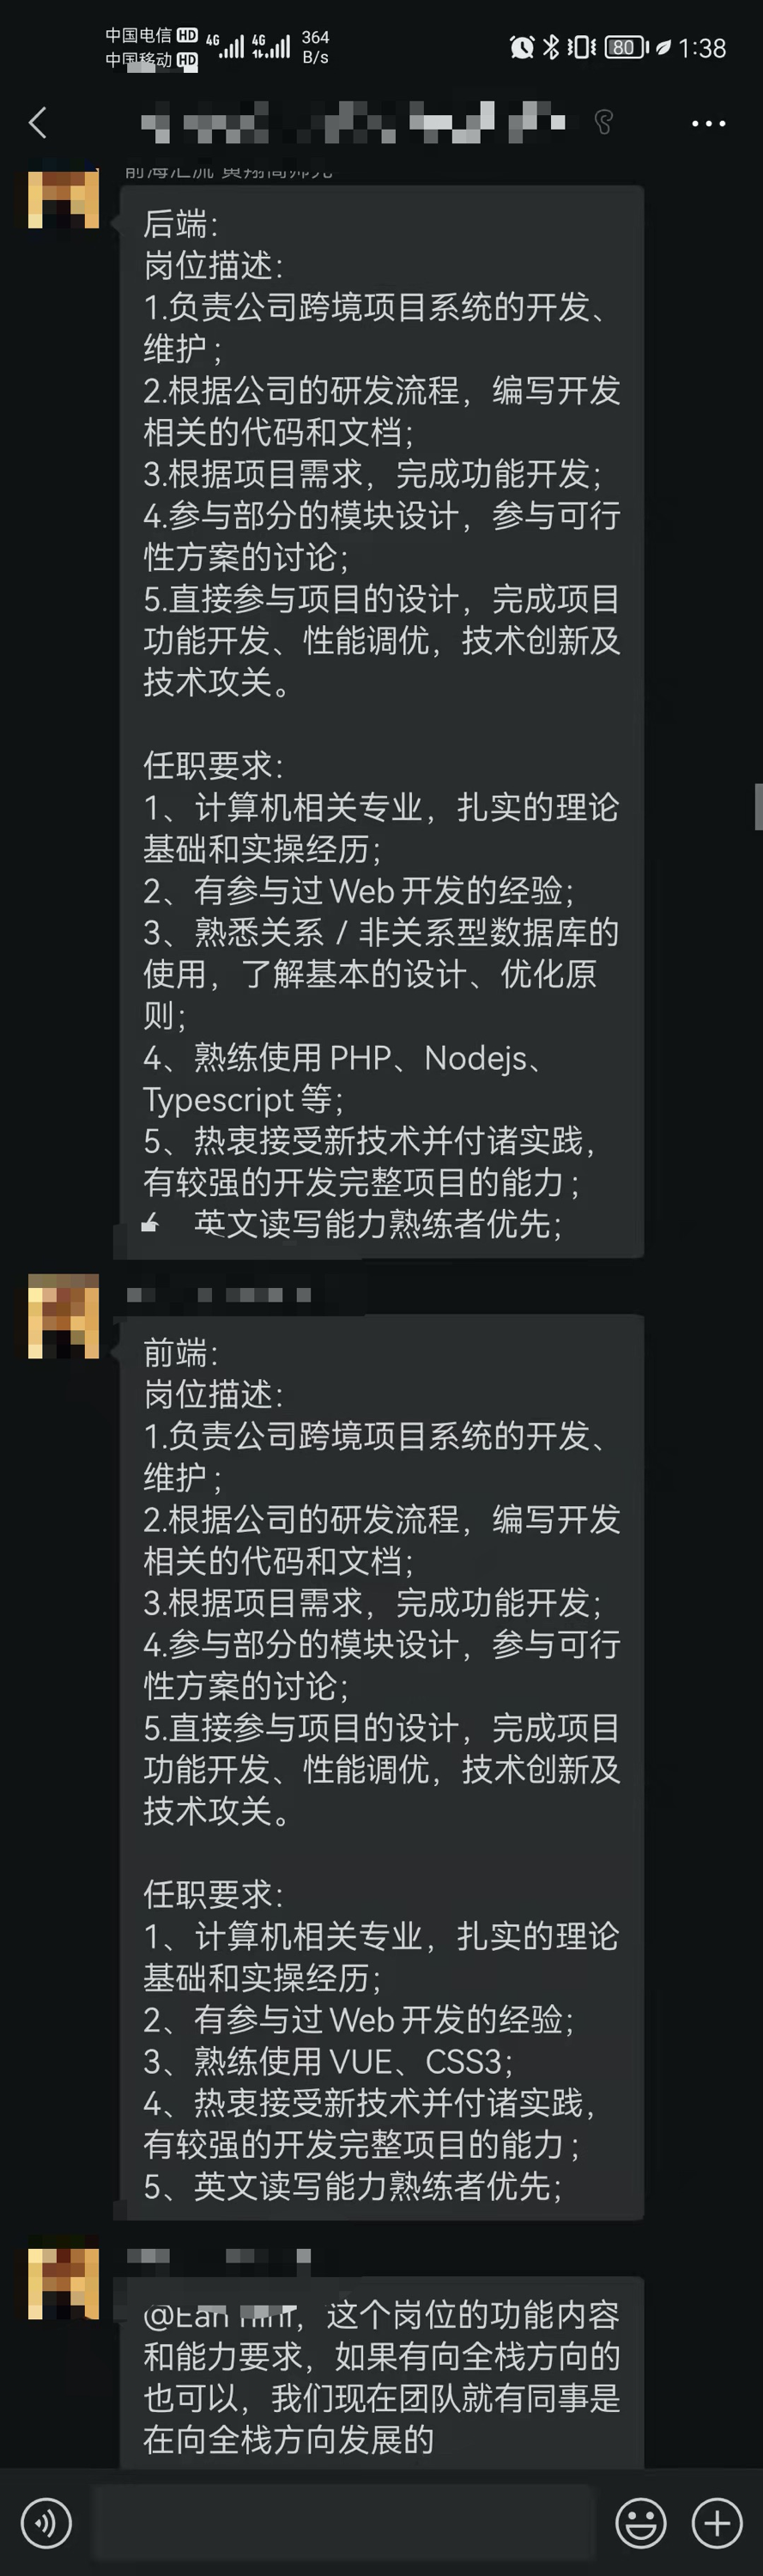 中国电信 HD 4G 4G 364 80 1:38
中国移动 HD B/s
后端：
岗位描述：
1.负责公司跨境项目系统的开发、
维护；
2.根据公司的研发流程，编写开发
相关的代码和文档；
3.根据项目需求，完成功能开发；
4.参与部分的模块设计，参与可行
性方案的讨论；
5.直接参与项目的设计，完成项目
功能开发、性能调优，技术创新及
技术攻关。
任职要求：
1、计算机相关专业，扎实的理论
基础和实操经历；
2、有参与过 Web 开发的经验；
3、熟悉关系 / 非关系型数据库的
使用，了解基本的设计、优化原
则；
4、熟练使用 PHP、Nodejs、
Typescript 等；
5、热衷接受新技术并付诸实践，
有较强的开发完整项目的能力；
英文读写能力熟练者优先；
前端：
岗位描述：
1.负责公司跨境项目系统的开发、
维护；
2.根据公司的研发流程，编写开发
相关的代码和文档；
3.根据项目需求，完成功能开发；
4.参与部分的模块设计，参与可行
性方案的讨论；
5.直接参与项目的设计，完成项目
功能开发、性能调优，技术创新及
技术攻关。
任职要求：
1、计算机相关专业，扎实的理论
基础和实操经历；
2、有参与过 Web 开发的经验；
3、熟练使用 VUE、CSS3；
4、热衷接受新技术并付诸实践，
有较强的开发完整项目的能力；
5、英文读写能力熟练者优先；
这个岗位的功能内容
和能力要求，如果有向全栈方向的
也可以，我们现在团队就有同事是
在向全栈方向发展的